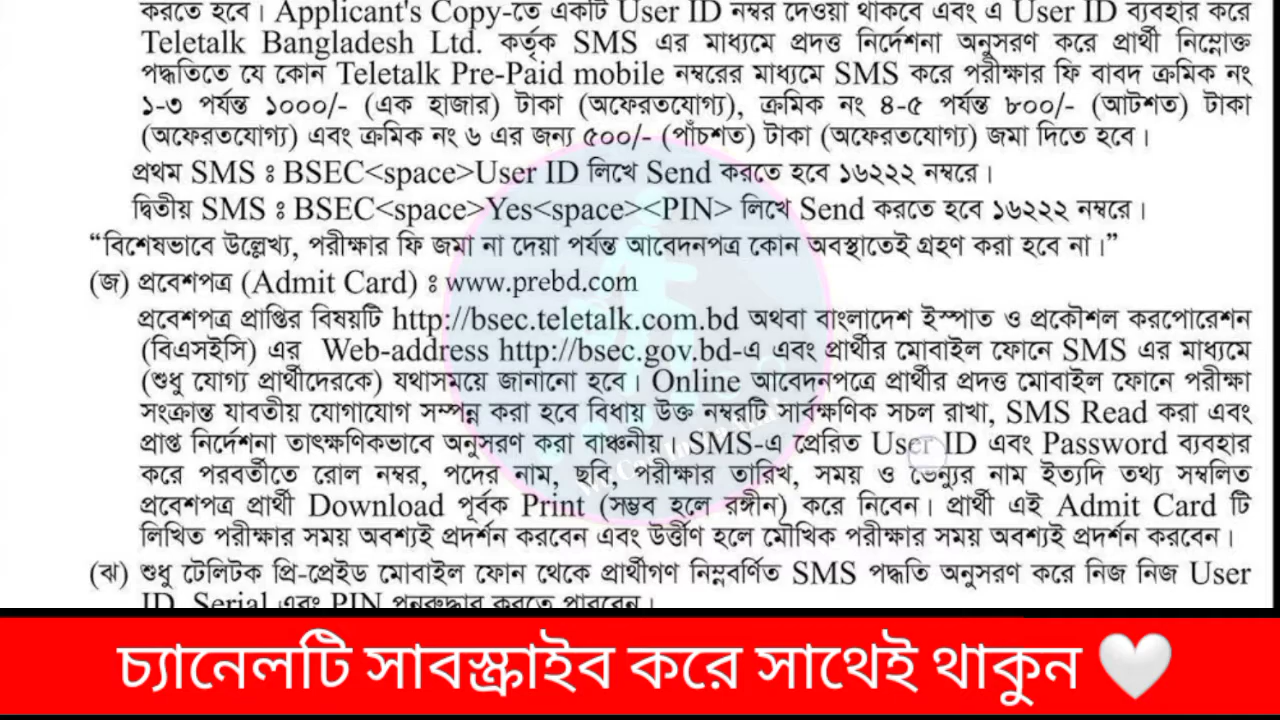 করতে হবে। Applicant's Copy-তে একটি User ID নম্বর দেওয়া থাকবে এবং এ User ID ব্যবহার করে
Teletalk Bangladesh Ltd. কর্তৃক SMS এর মাধ্যমে প্রদত্ত নির্দেশনা অনুসরণ করে প্রার্থী নিম্নোক্ত
পদ্ধতিতে যে কোন Teletalk Pre-Paid mobile নম্বরের মাধ্যমে SMS করে পরীক্ষার ফি বাবদ ক্রমিক নং
১-৩ পর্যন্ত ১০০০/- (এক হাজার) টাকা (অফেরতযোগ্য), ক্রমিক নং ৪-৫ পর্যন্ত ৮০০/- (আটশত) টাকা
(অফেরতযোগ্য) এবং ক্রমিক নং ৬ এর জন্য ৫০০/- (পাঁচশত) টাকা (অফেরতযোগ্য) জমা দিতে হবে।
প্রথম SMS ঃ BSEC<space>User ID লিখে Send করতে হবে ১৬২২২ নম্বরে।
দ্বিতীয় SMS ঃ BSEC<space>Yes<space><PIN> লিখে Send করতে হবে ১৬২২২ নম্বরে।
“বিশেষভাবে উল্লেখ্য, পরীক্ষার ফি জমা না দেয়া পর্যন্ত আবেদনপত্র কোন অবস্থাতেই গ্রহণ করা হবে না।”
(জ) প্রবেশপত্র (Admit Card) ঃ www.prebd.com
প্রবেশপত্র প্রাপ্তির বিষয়টি http://bsec.teletalk.com.bd অথবা বাংলাদেশ ইস্পাত ও প্রকৌশল করপোরেশন
(বিএসইসি) এর Web-address http://bsec.gov.bd-এ এবং প্রার্থীর মোবাইল ফোনে SMS এর মাধ্যমে
(শুধু যোগ্য প্রার্থীদেরকে) যথাসময়ে জানানো হবে। Online আবেদনপত্রে প্রার্থীর প্রদত্ত মোবাইল ফোনে পরীক্ষা
সংক্রান্ত যাবতীয় যোগাযোগ সম্পন্ন করা হবে বিধায় উক্ত নম্বরটি সার্বক্ষণিক সচল রাখা, SMS Read করা এবং
প্রাপ্ত নির্দেশনা তাৎক্ষণিকভাবে অনুসরণ করা বাঞ্চনীয়। SMS-এ প্রেরিত User ID এবং Password ব্যবহার
করে পরবর্তীতে রোল নম্বর, পদের নাম, ছবি, পরীক্ষার তারিখ, সময় ও ভেন্যুর নাম ইত্যদি তথ্য সম্বলিত
প্রবেশপত্র প্রার্থী Download পূর্বক Print (সম্ভব হলে রঙ্গীন) করে নিবেন। প্রার্থী এই Admit Card টি
লিখিত পরীক্ষার সময় অবশ্যই প্রদর্শন করবেন এবং উর্ত্তীণ হলে মৌখিক পরীক্ষার সময় অবশ্যই প্রদর্শন করবেন।
(ঝ) শুধু টেলিটক প্রি-প্রেইড মোবাইল ফোন থেকে প্রার্থীগণ নিম্নবর্ণিত SMS পদ্ধতি অনুসরণ করে নিজ নিজ User
ID, Serial এবং PIN পুনরুদ্ধার করতে পারবেন।
চ্যানেলটি সাবস্ক্রাইব করে সাথেই থাকুন 🤍